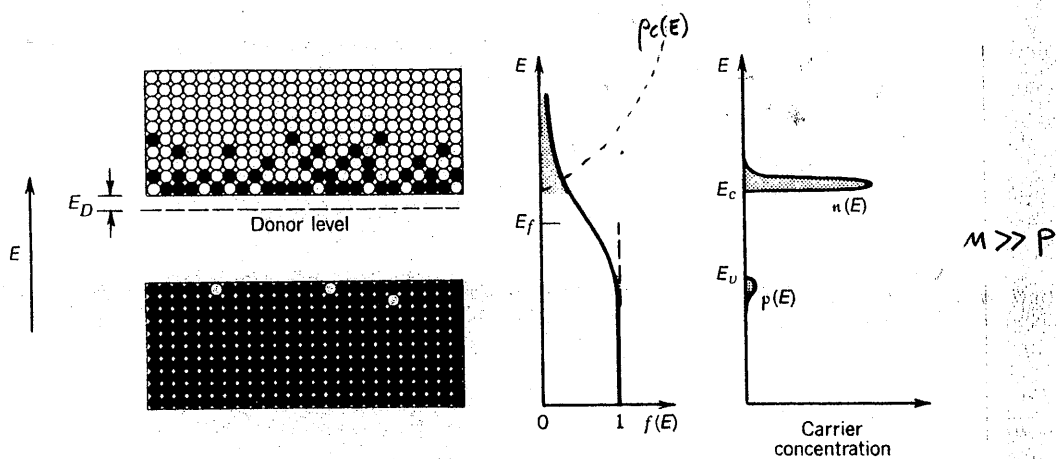 ρc(E)
E
E
E_D
Donor level
E
E_f
E_c
n(E)
n >> p
E_v
p(E)
0
1
f(E)
Carrier
concentration